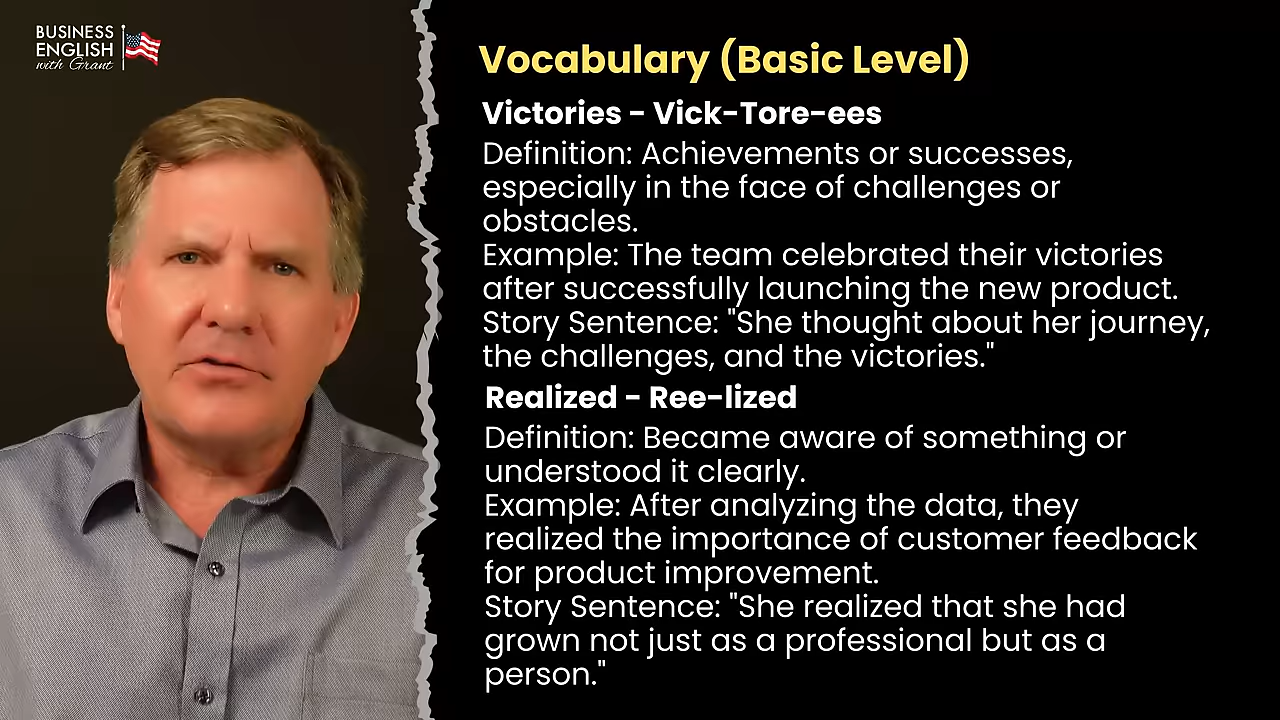 BUSINESS
ENGLISH
with Grant
Vocabulary (Basic Level)
Victories - Vick-Tore-ees
Definition: Achievements or successes,
especially in the face of challenges or
obstacles.
Example: The team celebrated their victories
after successfully launching the new product.
Story Sentence: "She thought about her journey,
the challenges, and the victories."
Realized - Ree-lized
Definition: Became aware of something or
understood it clearly.
Example: After analyzing the data, they
realized the importance of customer feedback
for product improvement.
Story Sentence: "She realized that she had
grown not just as a professional but as a
person."